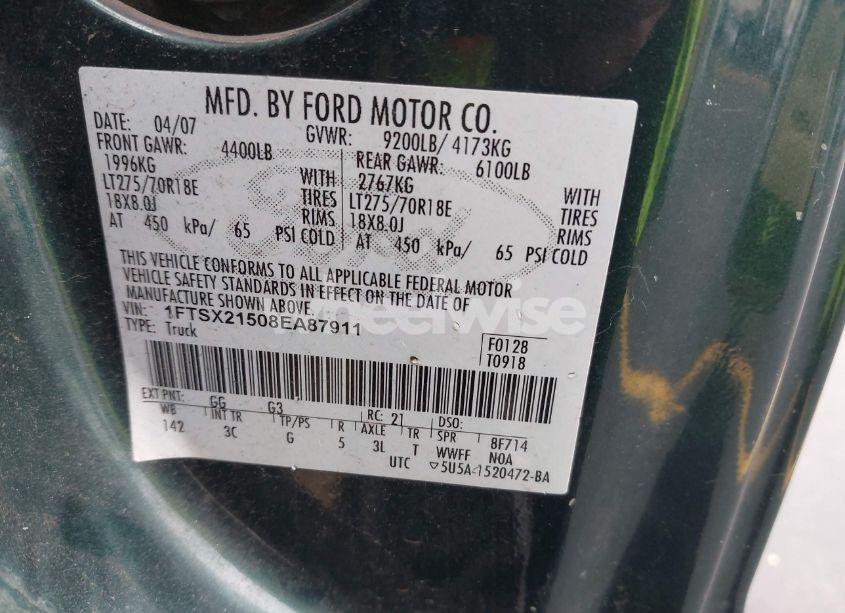 MFD. BY FORD MOTOR CO.
DATE: 04/07 GVWR: 9200LB/ 4173KG
FRONT GAWR: 4400LB REAR GAWR: 6100LB
1996KG WITH 2767KG WITH
LT275/70R18E TIRES LT275/70R18E TIRES
18X8.0J RIMS 18X8.0J RIMS
AT 450 kPa/ 65 PSI COLD AT 450 kPa/ 65 PSI COLD
THIS VEHICLE CONFORMS TO ALL APPLICABLE FEDERAL MOTOR
VEHICLE SAFETY STANDARDS IN EFFECT ON THE DATE OF
MANUFACTURE SHOWN ABOVE.
VIN: 1FTSX21508EA87911
TYPE: Truck
F0128
T0918
EXT PNT: GG G3 RC: 21 DSO:
WB INT TR TP/PS R AXLE TR SPR 8F714
142 3C G 5 3L T WWFF N0A
UTC ▽5U5A-1520472-BA
wheelwise